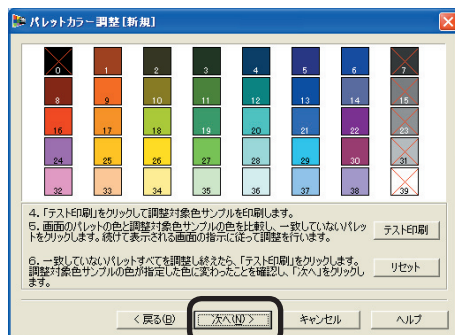 パレットカラー調整[新規]
0 1 2 3 4 5 6 7
8 9 10 11 12 13 14 15
16 17 18 19 20 21 22 23
24 25 26 27 28 29 30 31
32 33 34 35 36 37 38 39
4. 「テスト印刷」をクリックして調整対象色サンプルを印刷します。
5. 画面のパレットの色と調整対象色サンプルを比較し、一致していないパレッ
トをクリックします。続けて表示される画面の指示に従って調整を行います。
テスト印刷
6. 一致していないパレットすべてを調整し終えたら、「テスト印刷」をクリックします。
調整対象色サンプルの色が指定した色に変わったことを確認し、「次へ」をクリックし
ます。
リセット
< 戻る(B) 次へ(N) > キャンセル ヘルプ